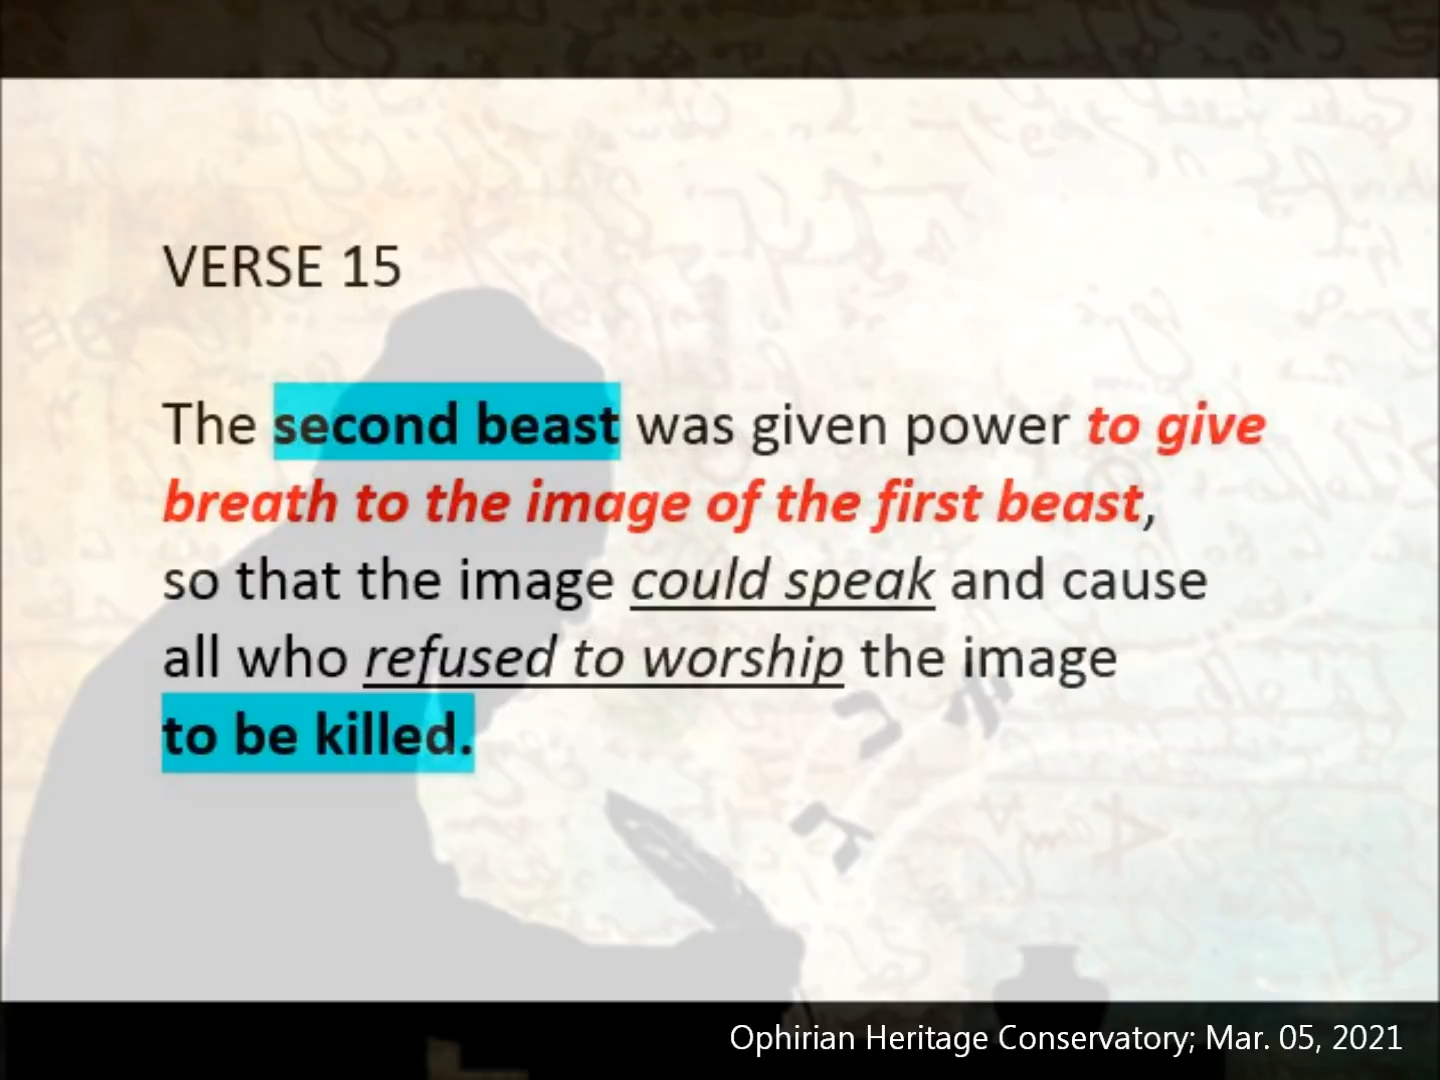 VERSE 15
The second beast was given power to give
breath to the image of the first beast,
so that the image could speak and cause
all who refused to worship the image
to be killed.
Ophirian Heritage Conservatory; Mar. 05, 2021